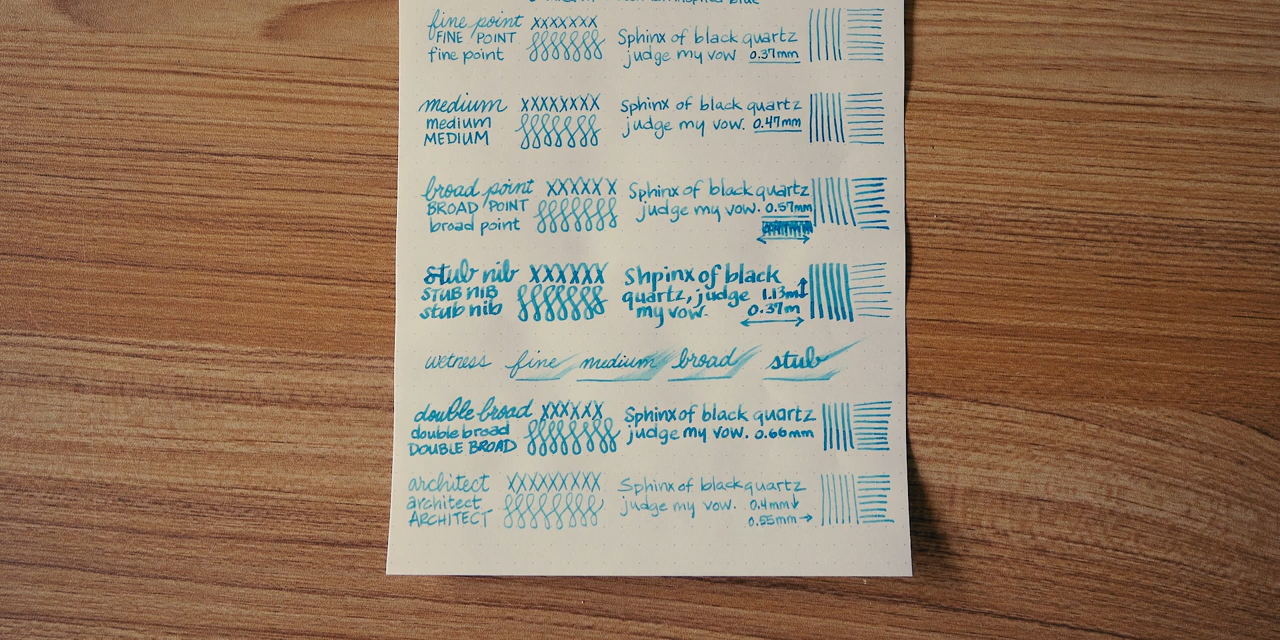 blue
fine point xxxxxxx
FINE POINT Sphinx of black quartz
fine point judge my vow 0.37mm
medium xxxxxxxx Sphinx of black quartz
medium judge my vow. 0.47mm
MEDIUM
broad point xxxxxx x Sphinx of black quartz
BROAD POINT judge my vow. 0.57mm
broad point
stub nib xxxxxx Shpinx of black
STUB NIB quartz, judge 1.13m
stub nib my vow. 0.37m
wetness fine medium broad stub
double broad xxxxxx Sphinx of black quartz
double broad judge my vow. 0.66mm
DOUBLE BROAD
architect xxxxxxxxx Sphinx of black quartz
architect judge my vow. 0.4mm↓
ARCHITECT 0.55mm→